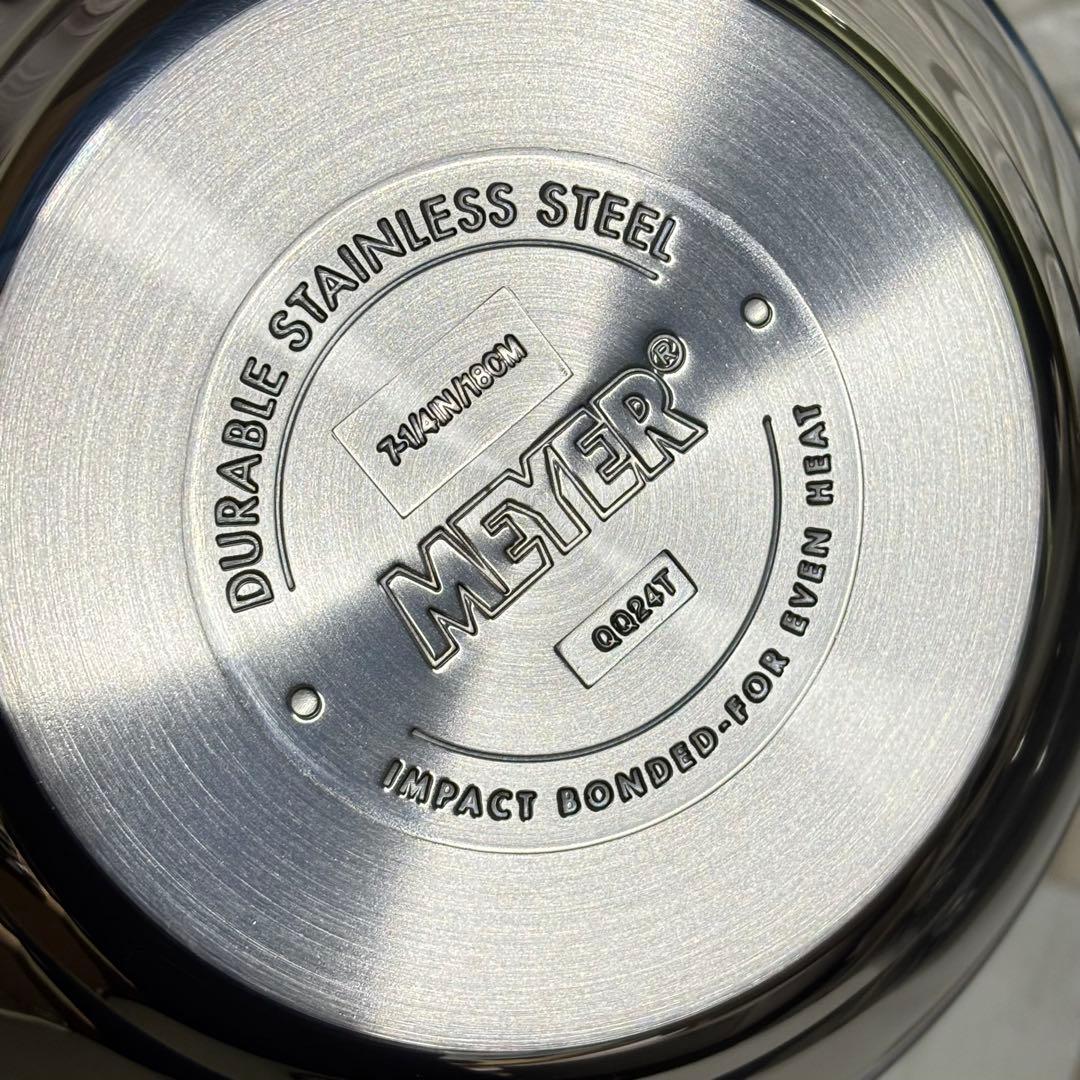 DURABLE STAINLESS STEEL
7-1/4IN/18CM
MEYER®
QQ24T
IMPACT BONDED-FOR EVEN HEAT